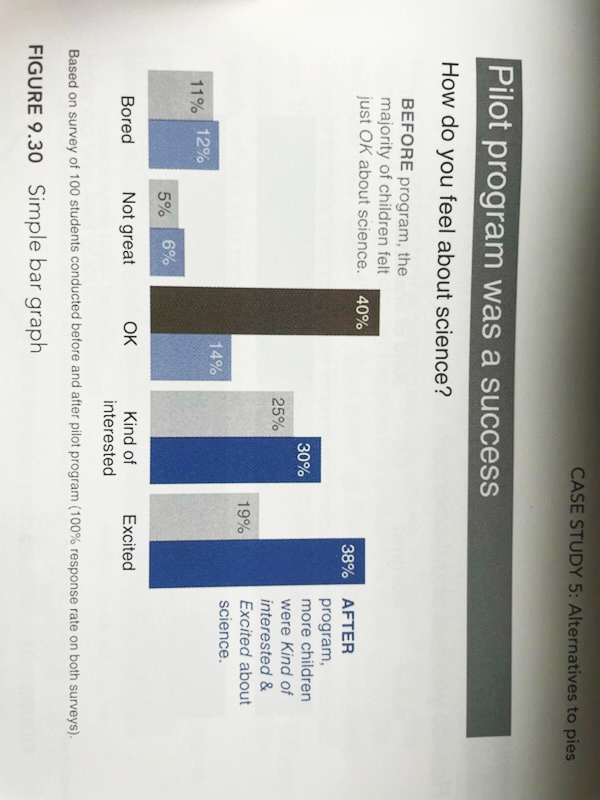 CASE STUDY 5: Alternatives to pies
Pilot program was a success
How do you feel about science?
BEFORE program, the
majority of children felt
just OK about science.
11%
12%
5%
6%
40%
14%
25%
30%
19%
38%
AFTER
program,
more children
were Kind of
interested &
Excited about
science.
Bored
Not great
OK
Kind of
interested
Excited
Based on survey of 100 students conducted before and after pilot program (100% response rate on both surveys).
FIGURE 9.30 Simple bar graph